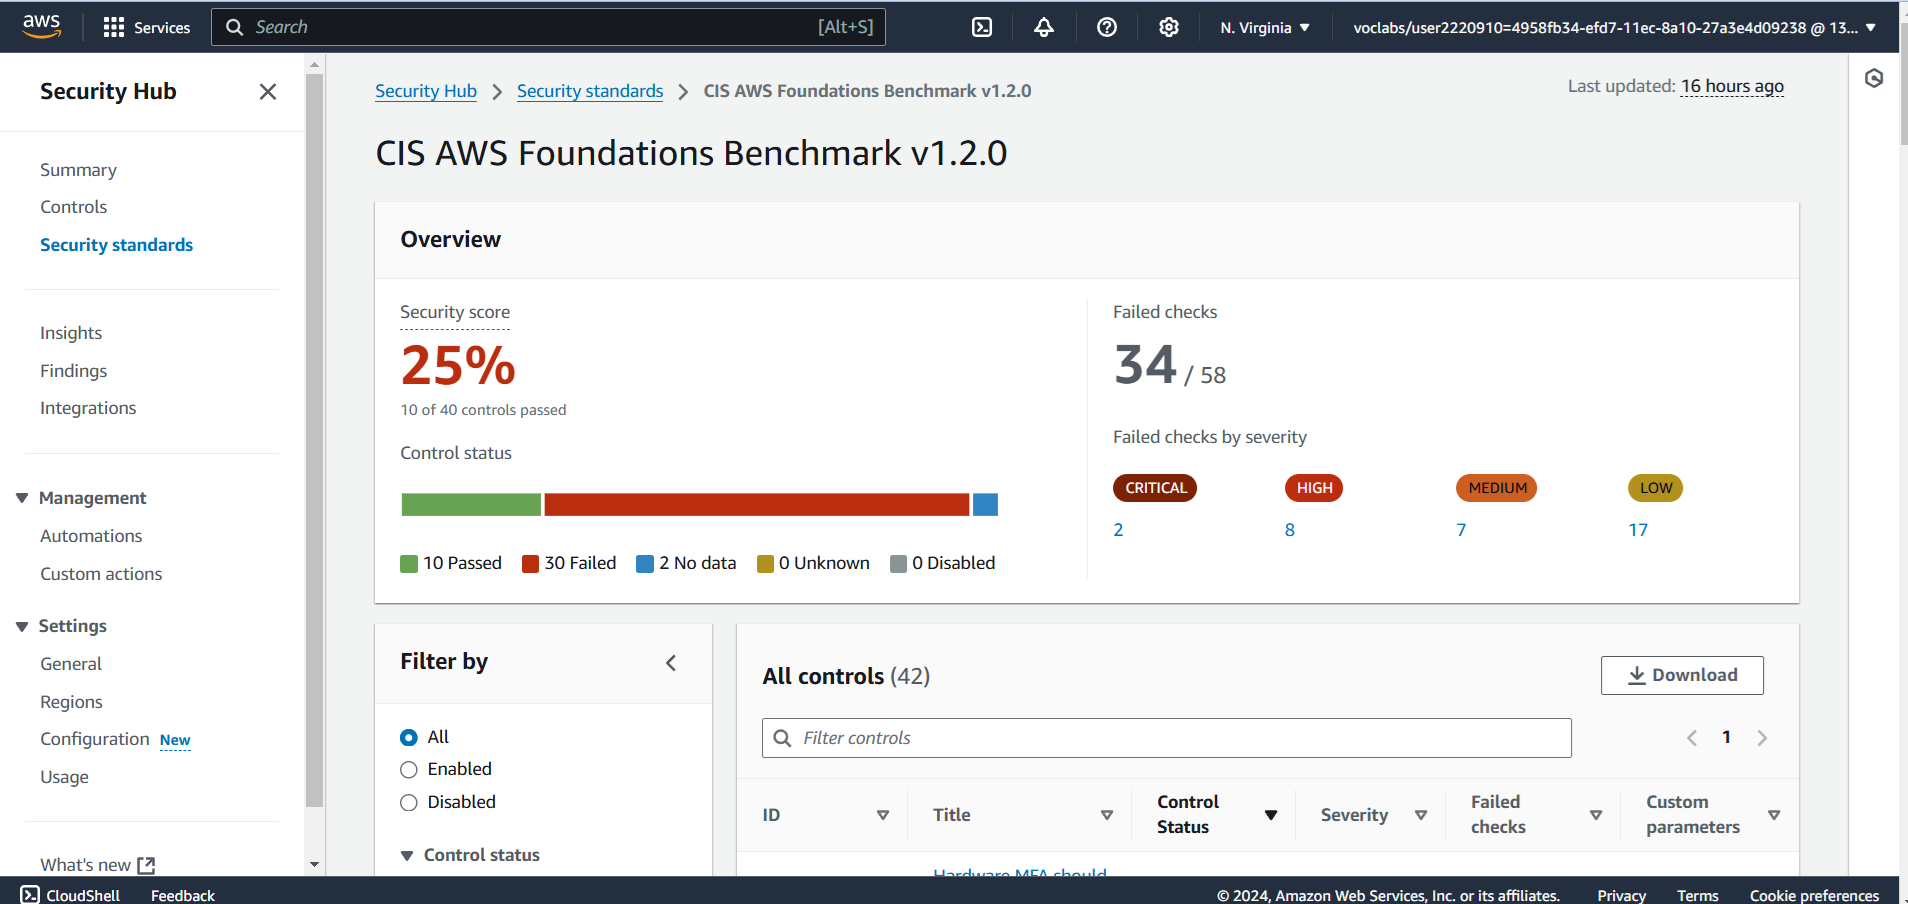 aws
Services
Search
[Alt+S]
N. Virginia
voclabs/user2220910=4958fb34-efd7-11ec-8a10-27a3e4d09238 @ 13...
Security Hub
Summary
Controls
Security standards
Insights
Findings
Integrations
Management
Automations
Custom actions
Settings
General
Regions
Configuration New
Usage
What's new
Security Hub > Security standards > CIS AWS Foundations Benchmark v1.2.0
Last updated: 16 hours ago
CIS AWS Foundations Benchmark v1.2.0
Overview
Security score
25%
10 of 40 controls passed
Control status
10 Passed
30 Failed
2 No data
0 Unknown
0 Disabled
Failed checks
34 / 58
Failed checks by severity
CRITICAL
HIGH
MEDIUM
LOW
2
8
7
17
Filter by
All
Enabled
Disabled
Control status
All controls (42)
Download
Filter controls
1
ID
Title
Control
Status
Severity
Failed
checks
Custom
parameters
Hardware MFA should
CloudShell
Feedback
© 2024, Amazon Web Services, Inc. or its affiliates.
Privacy
Terms
Cookie preferences